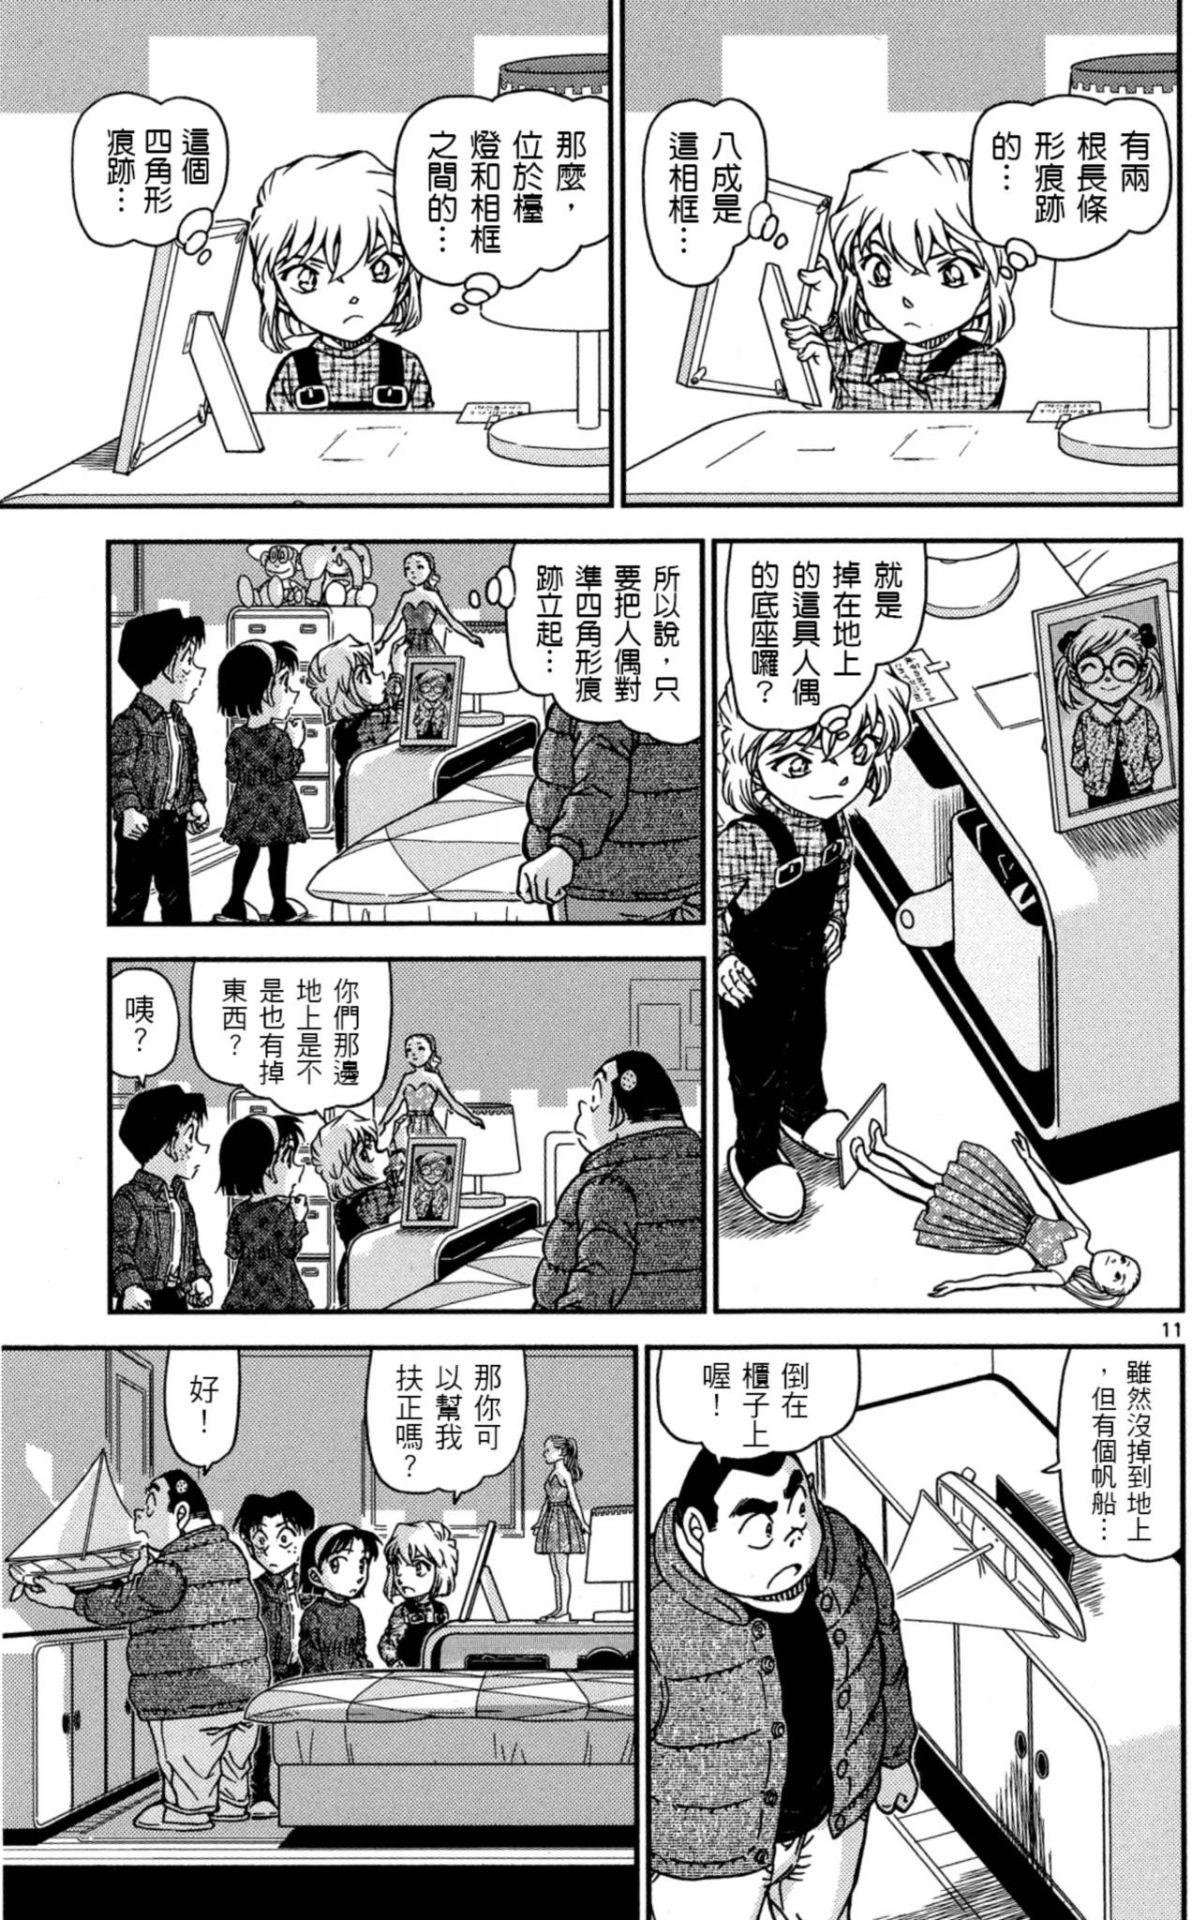 有兩
根長條
形痕跡
的…
八成是
這相框…
那麼，
位於檯
燈和相框
之間的…
這個
四角形
痕跡…
就是
掉在地上
的這具人偶
的底座囉？
所以說，只
要把人偶對
準四角形痕
跡立起…
你們那邊
地上是不
是也有掉
東西？
咦？
11
雖然沒掉到地上
，但有個帆船…
倒在
櫃子上
喔！
那你可
以幫我
扶正嗎？
好！